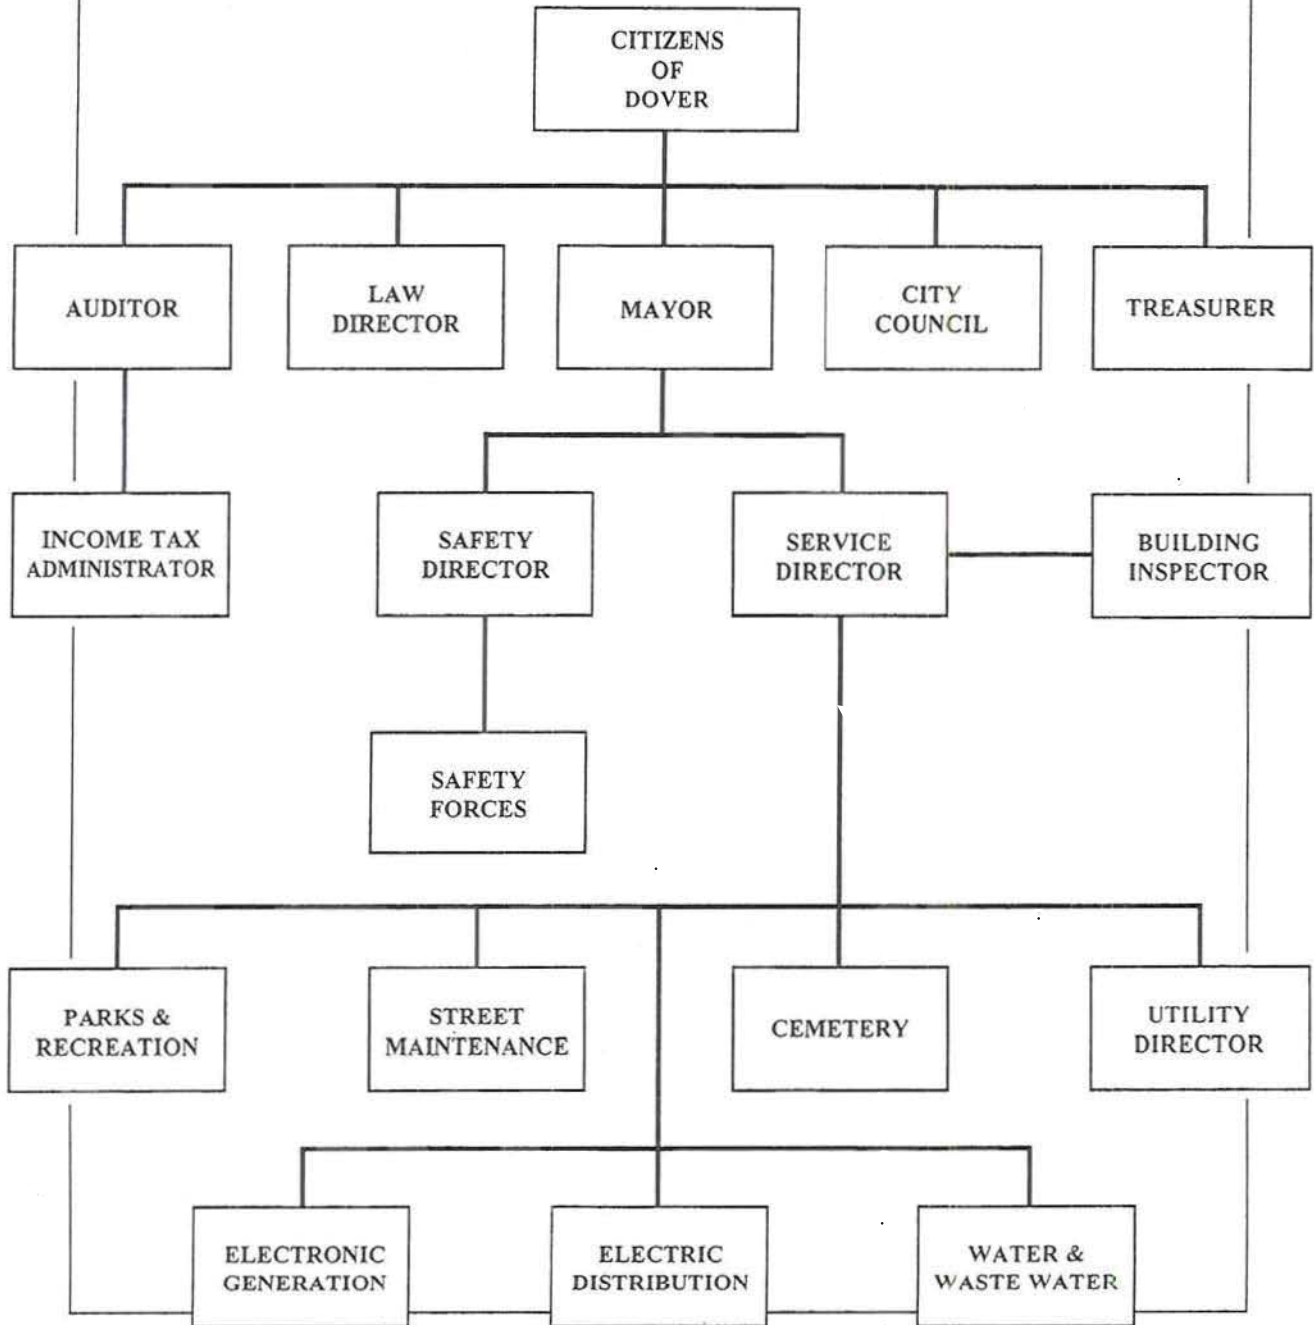 CITIZENS
OF
DOVER
AUDITOR
LAW
DIRECTOR
MAYOR
CITY
COUNCIL
TREASURER
INCOME TAX
ADMINISTRATOR
SAFETY
DIRECTOR
SERVICE
DIRECTOR
BUILDING
INSPECTOR
SAFETY
FORCES
PARKS &
RECREATION
STREET
MAINTENANCE
CEMETERY
UTILITY
DIRECTOR
ELECTRONIC
GENERATION
ELECTRIC
DISTRIBUTION
WATER &
WASTE WATER